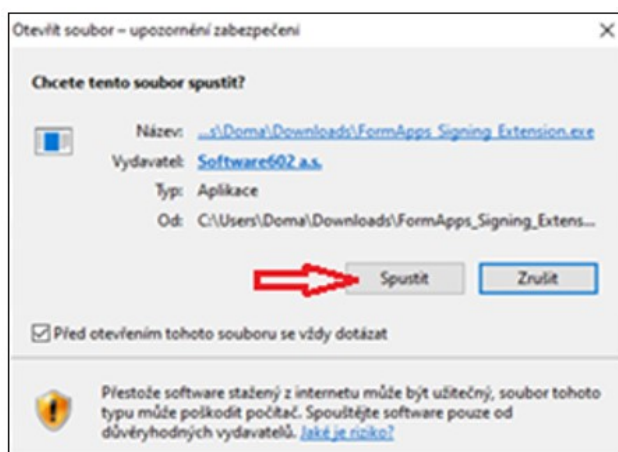 Otevřít soubor – upozornění zabezpečení
Chcete tento soubor spustit?
Název: ...s\Doma\Downloads\FormApps_Signing_Extension.exe
Vydavatel: Software602 a.s.
Typ: Aplikace
Od: C:\Users\Doma\Downloads\FormApps_Signing_Extens...
Spustit Zrušit
Před otevřením tohoto souboru se vždy dotázat
Přestože software stažený z internetu může být užitečný, soubor tohoto
typu může poškodit počítač. Spouštějte software pouze od
důvěryhodných vydavatelů. Jaké je riziko?